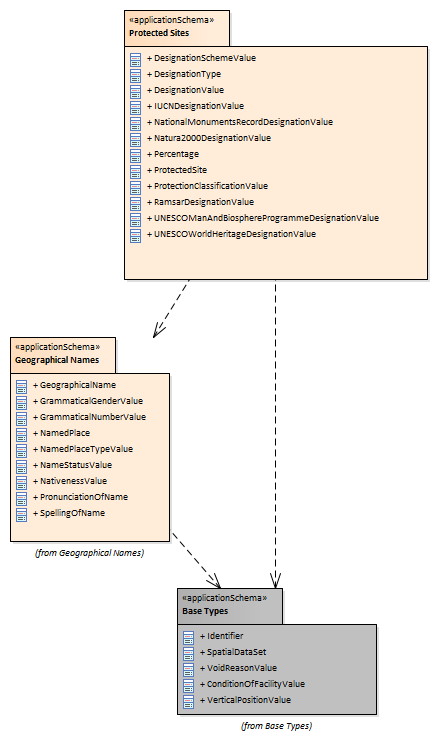 «applicationSchema»
Protected Sites
+ DesignationSchemeValue
+ DesignationType
+ DesignationValue
+ IUCNDesignationValue
+ NationalMonumentsRecordDesignationValue
+ Natura2000DesignationValue
+ Percentage
+ ProtectedSite
+ ProtectionClassificationValue
+ RamsarDesignationValue
+ UNESCOManAndBiosphereProgrammeDesignationValue
+ UNESCOWorldHeritageDesignationValue
«applicationSchema»
Geographical Names
+ GeographicalName
+ GrammaticalGenderValue
+ GrammaticalNumberValue
+ NamedPlace
+ NamedPlaceTypeValue
+ NameStatusValue
+ NativenessValue
+ PronunciationOfName
+ SpellingOfName
(from Geographical Names)
«applicationSchema»
Base Types
+ Identifier
+ SpatialDataSet
+ VoidReasonValue
+ ConditionOfFacilityValue
+ VerticalPositionValue
(from Base Types)